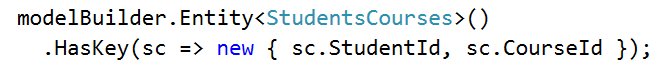 modelBuilder.Entity<StudentsCourses>()
.HasKey(sc => new { sc.StudentId, sc.CourseId });